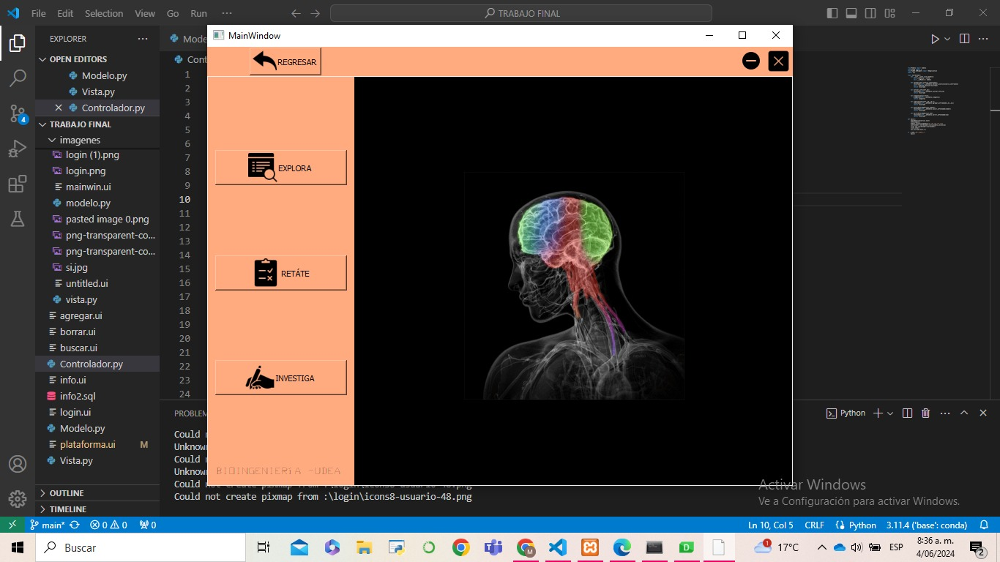 File Edit Selection View Go Run ··· TRABAJO FINAL
MainWindow
REGRESAR
EXPLORA
RETÁTE
INVESTIGA
BIOINGENIERÍA -UDEA
EXPLORER ···
OPEN EDITORS
Modelo.py
Vista.py
Controlador.py
TRABAJO FINAL
imagenes
login (1).png
login.png
mainwin.ui
modelo.py
pasted image 0.png
png-transparent-co...
png-transparent-co...
si.jpg
untitled.ui
vista.py
agregar.ui
borrar.ui
buscar.ui
Controlador.py
info.ui
info2.sql
login.ui
Modelo.py
plataforma.ui M
Vista.py
OUTLINE
TIMELINE
4
Mode
Cont
1
2
3
4
5
6
7
8
9
10
11
12
13
14
15
16
17
18
19
20
21
22
23
24
PROBLEM
Python
Could n
Unknown
Could n
Unknown
Could not create pixmap from :\login\icons8-usuario-48.png
Could not create pixmap from :\login\icons8-usuario-48.png
Activar Windows
Ve a Configuración para activar Windows.
main* 0 0 0 Ln 10, Col 5 CRLF Python 3.11.4 ('base': conda)
Buscar
M
D
1
17°C
ESP
8:36 a. m.
4/06/2024
2